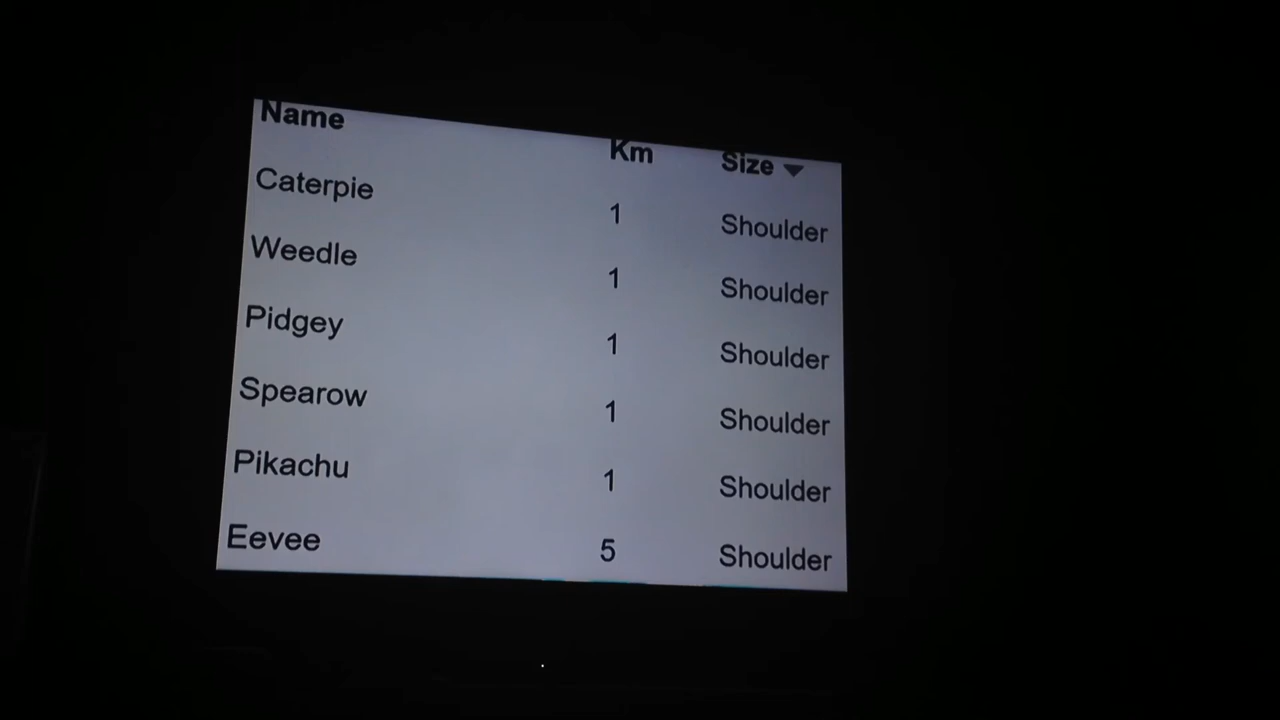 Name Km Size
Caterpie 1 Shoulder
Weedle 1 Shoulder
Pidgey 1 Shoulder
Spearow 1 Shoulder
Pikachu 1 Shoulder
Eevee 5 Shoulder